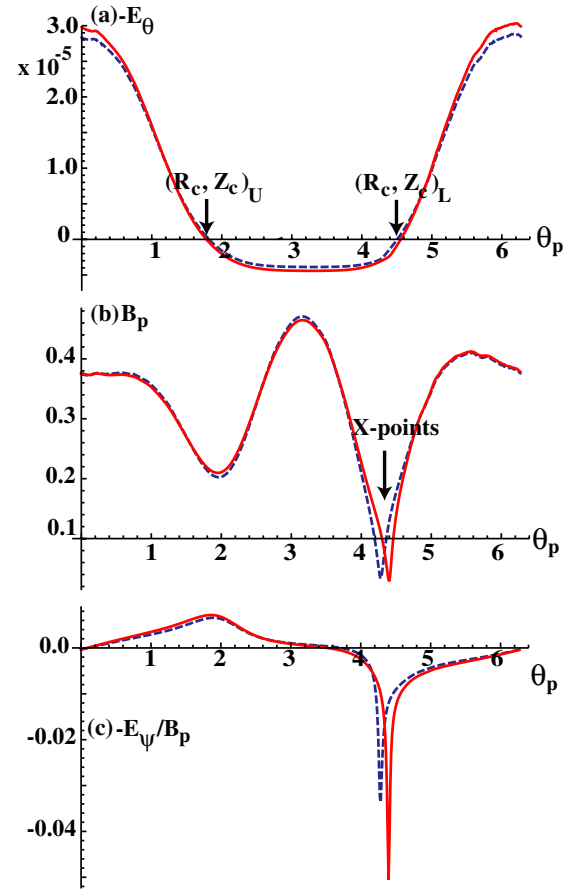 (a)-Eθ
3.0
x 10⁻⁵
2.0
1.0
(Rc, Zc)U
(Rc, Zc)L
0
1 2 3 4 5 6 θp
(b)Bp
0.4
0.3
X-points
0.2
0.1
1 2 3 4 5 6 θp
0.0
1 2 3 4 5 6 θp
(c)-Eψ/Bp
-0.02
-0.04